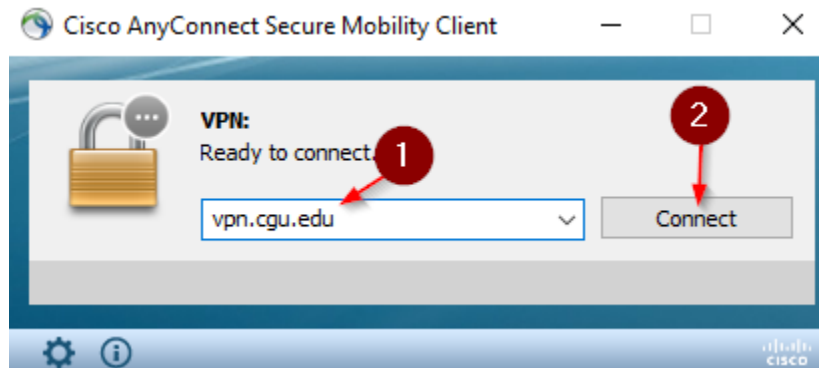 Cisco AnyConnect Secure Mobility Client
VPN:
Ready to connect.
1
2
vpn.cgu.edu
Connect
cisco